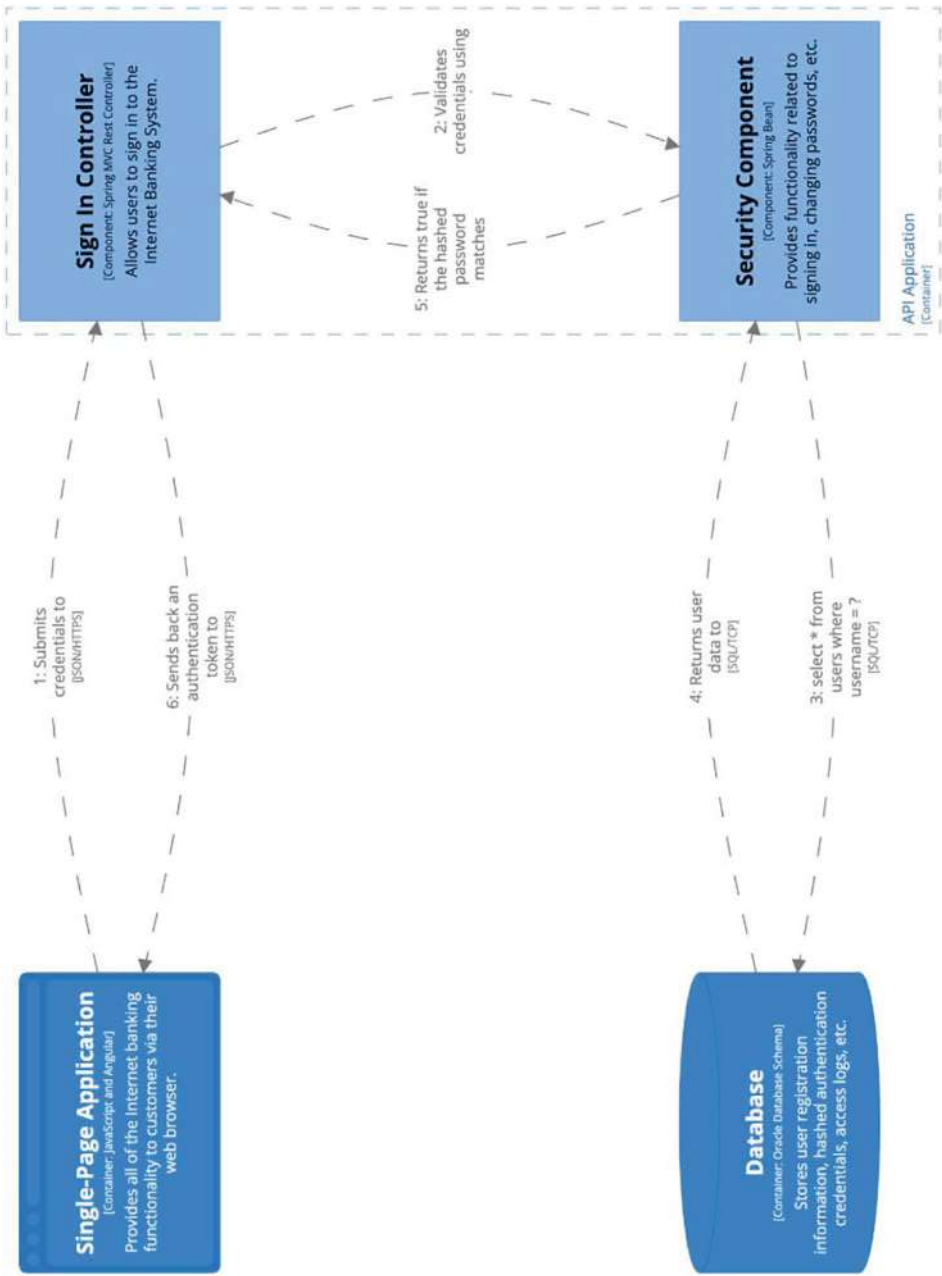 Single-Page Application
[Container: JavaScript and Angular]
Provides all of the Internet banking
functionality to customers via their
web browser.
1: Submits
credentials to
[JSON/HTTPS]
6: Sends back an
authentication
token to
[JSON/HTTPS]
Sign In Controller
[Component: Spring MVC Rest Controller]
Allows users to sign in to the
Internet Banking System.
5: Returns true if
the hashed
password
matches
2: Validates
credentials using
Database
[Container: Oracle Database Schema]
Stores user registration
information, hashed authentication
credentials, access logs, etc.
4: Returns user
data to
[SQL/TCP]
3: select * from
users where
username = ?
[SQL/TCP]
Security Component
[Component: Spring Bean]
Provides functionality related to
signing in, changing passwords, etc.
API Application
[Container]